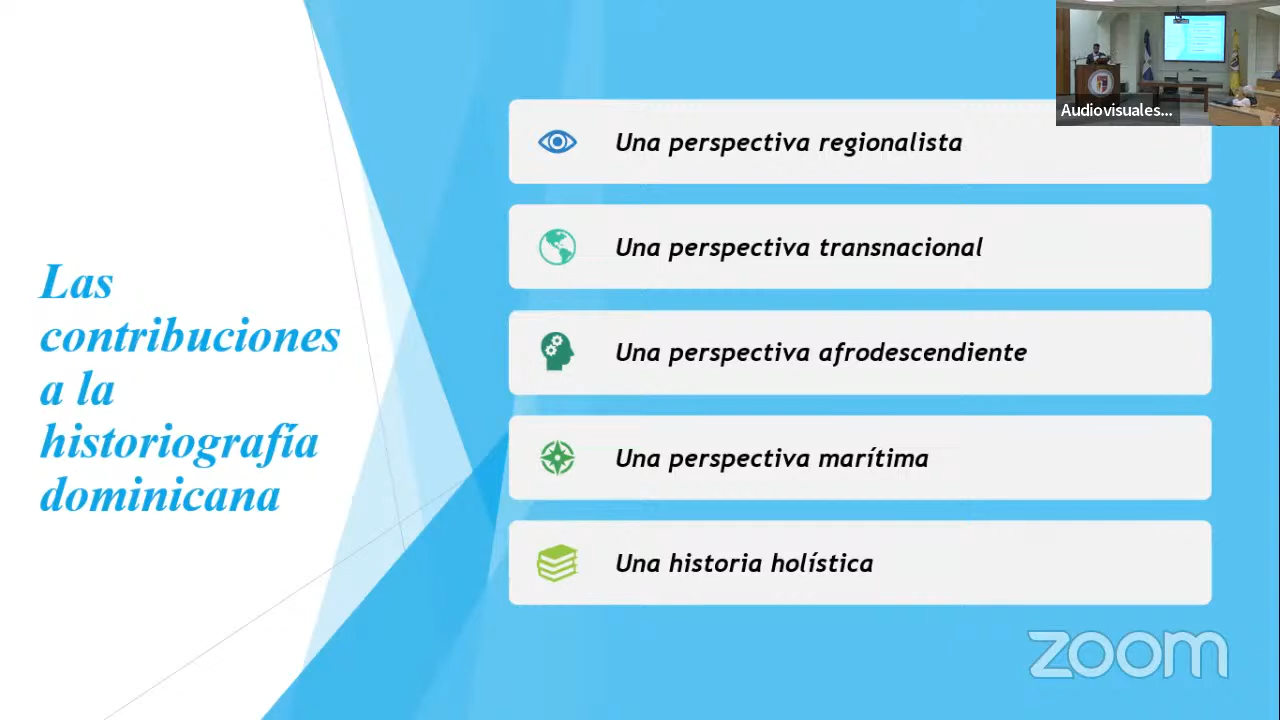 Las
contribuciones
a la
historiografía
dominicana
Una perspectiva regionalista
Una perspectiva transnacional
Una perspectiva afrodescendiente
Una perspectiva marítima
Una historia holística
Audiovisuales...
zoom